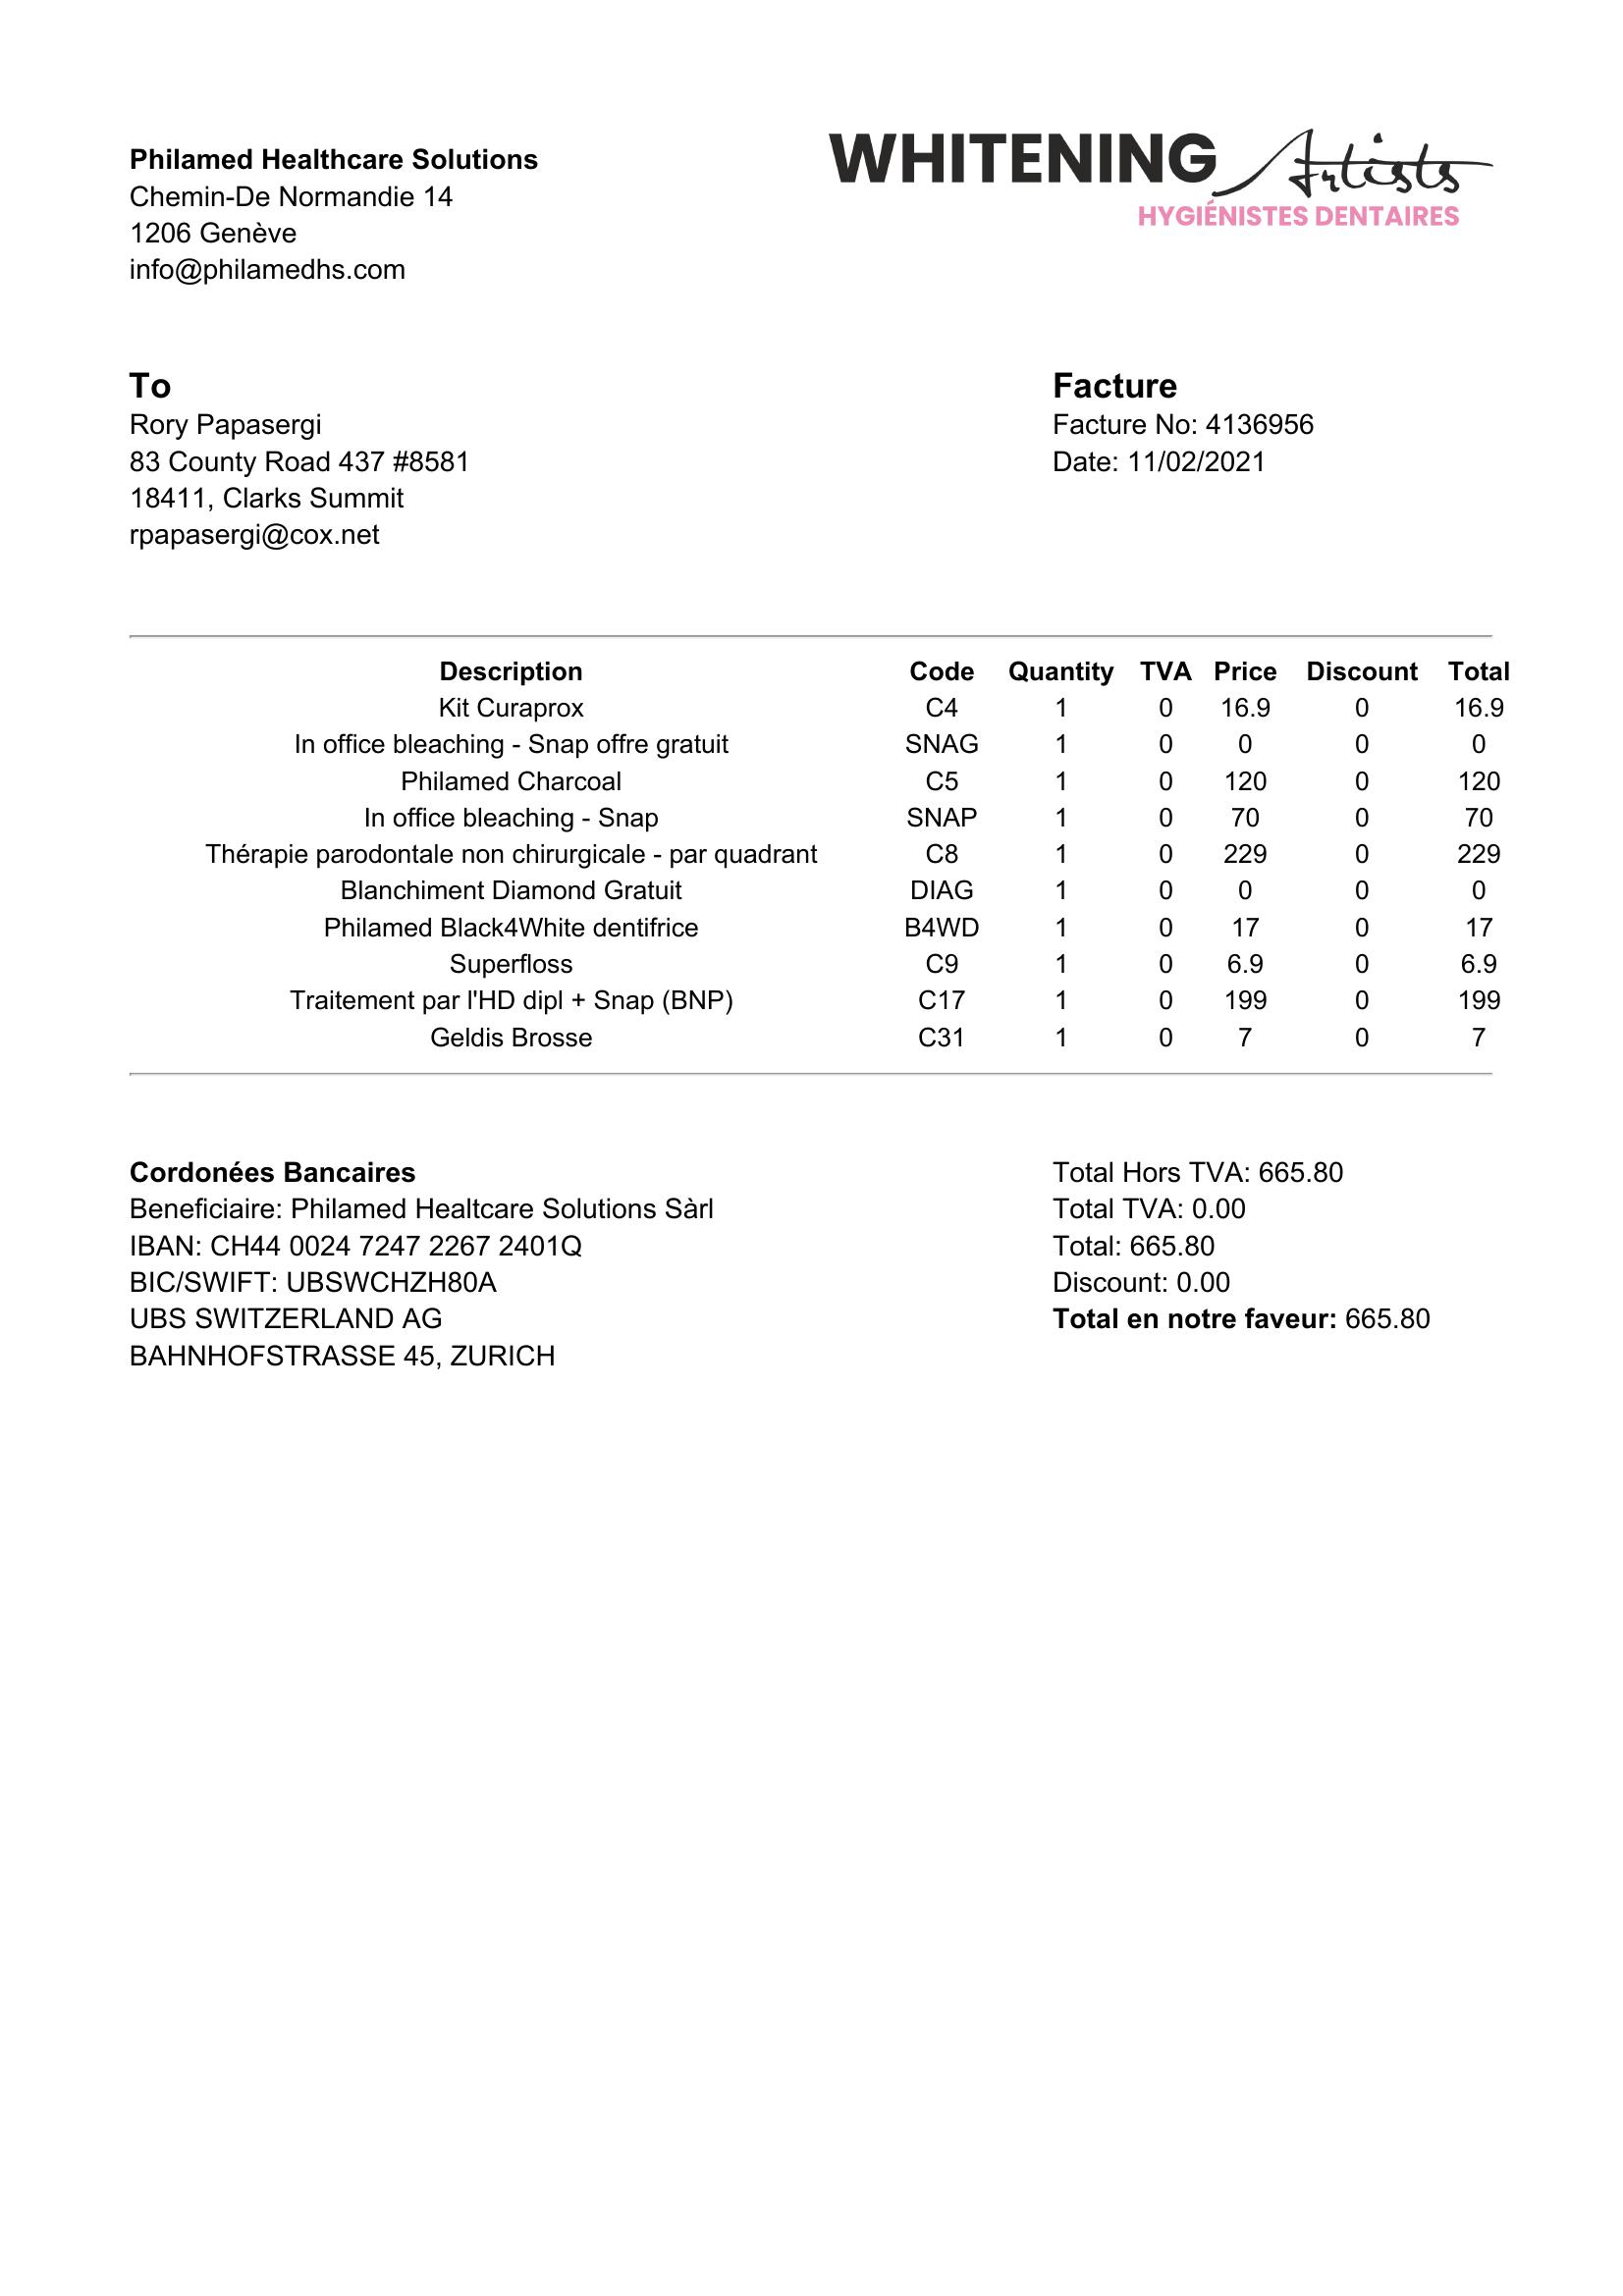 Philamed Healthcare Solutions
Chemin-De Normandie 14
1206 Genève
info@philamedhs.com
WHITENING Artists
HYGIÉNISTES DENTAIRES
To
Rory Papasergi
83 County Road 437 #8581
18411, Clarks Summit
rpapasergi@cox.net
Facture
Facture No: 4136956
Date: 11/02/2021
Description Code Quantity TVA Price Discount Total
Kit Curaprox C4 1 0 16.9 0 16.9
In office bleaching - Snap offre gratuit SNAG 1 0 0 0 0
Philamed Charcoal C5 1 0 120 0 120
In office bleaching - Snap SNAP 1 0 70 0 70
Thérapie parodontale non chirurgicale - par quadrant C8 1 0 229 0 229
Blanchiment Diamond Gratuit DIAG 1 0 0 0 0
Philamed Black4White dentifrice B4WD 1 0 17 0 17
Superfloss C9 1 0 6.9 0 6.9
Traitement par l'HD dipl + Snap (BNP) C17 1 0 199 0 199
Geldis Brosse C31 1 0 7 0 7
Cordonées Bancaires
Beneficiaire: Philamed Healtcare Solutions Sàrl
IBAN: CH44 0024 7247 2267 2401Q
BIC/SWIFT: UBSWCHZH80A
UBS SWITZERLAND AG
BAHNHOFSTRASSE 45, ZURICH
Total Hors TVA: 665.80
Total TVA: 0.00
Total: 665.80
Discount: 0.00
Total en notre faveur: 665.80